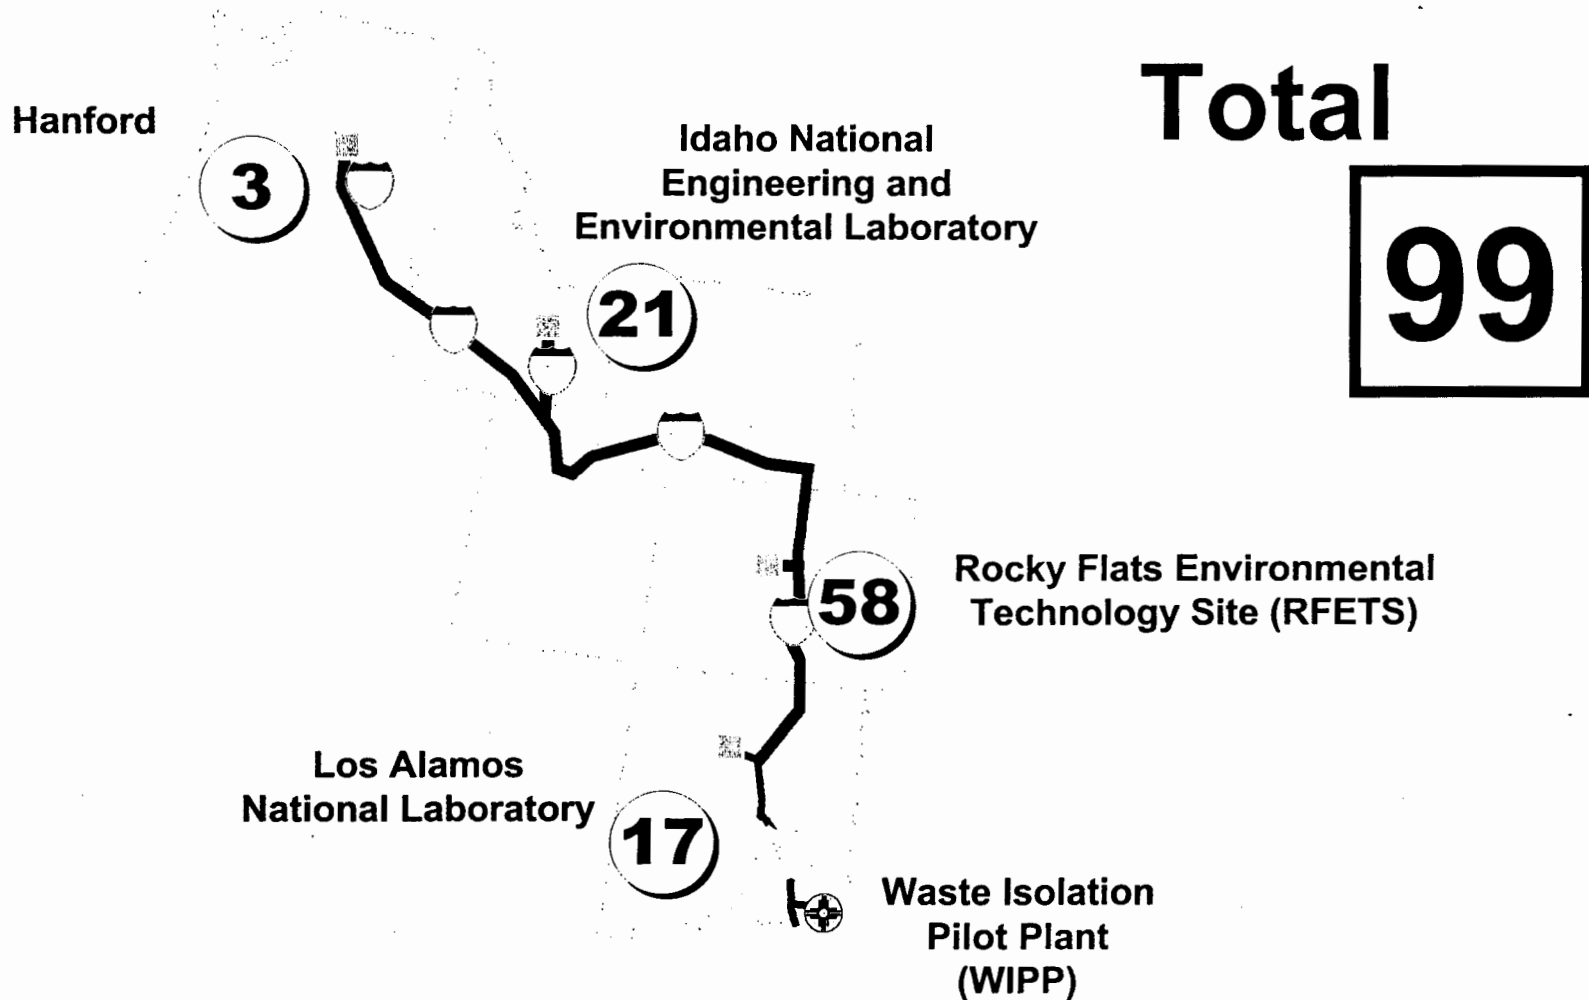 Total
99
Hanford
3
Idaho National
Engineering and
Environmental Laboratory
21
58
Rocky Flats Environmental
Technology Site (RFETS)
Los Alamos
National Laboratory
17
Waste Isolation
Pilot Plant
(WIPP)